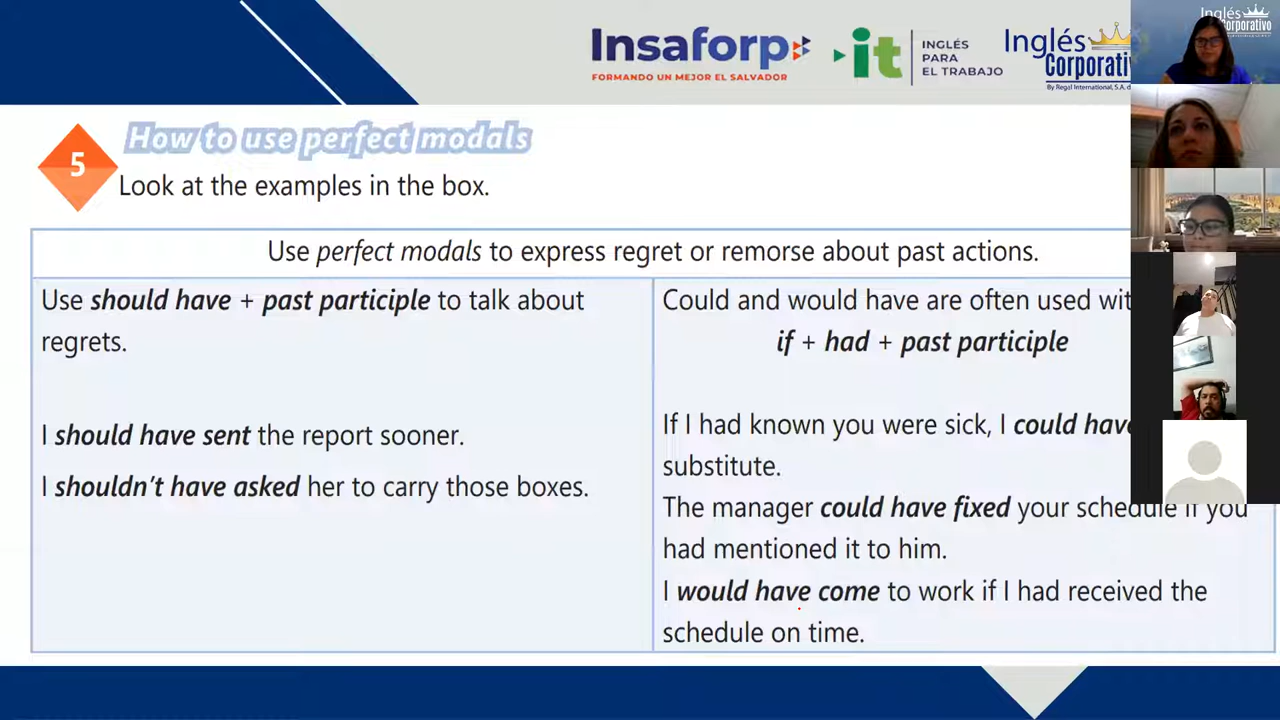 Insaforp
FORMANDO UN MEJOR EL SALVADOR
it
INGLÉS
PARA
EL TRABAJO
Inglés
Corporati
By Regal International, S.A. d
Inglés
Corporativo
5
How to use perfect modals
Look at the examples in the box.
Use perfect modals to express regret or remorse about past actions.
Use should have + past participle to talk about
regrets.
I should have sent the report sooner.
I shouldn't have asked her to carry those boxes.
Could and would have are often used wit
if + had + past participle
If I had known you were sick, I could have
substitute.
The manager could have fixed your schedule if you
had mentioned it to him.
I would have come to work if I had received the
schedule on time.